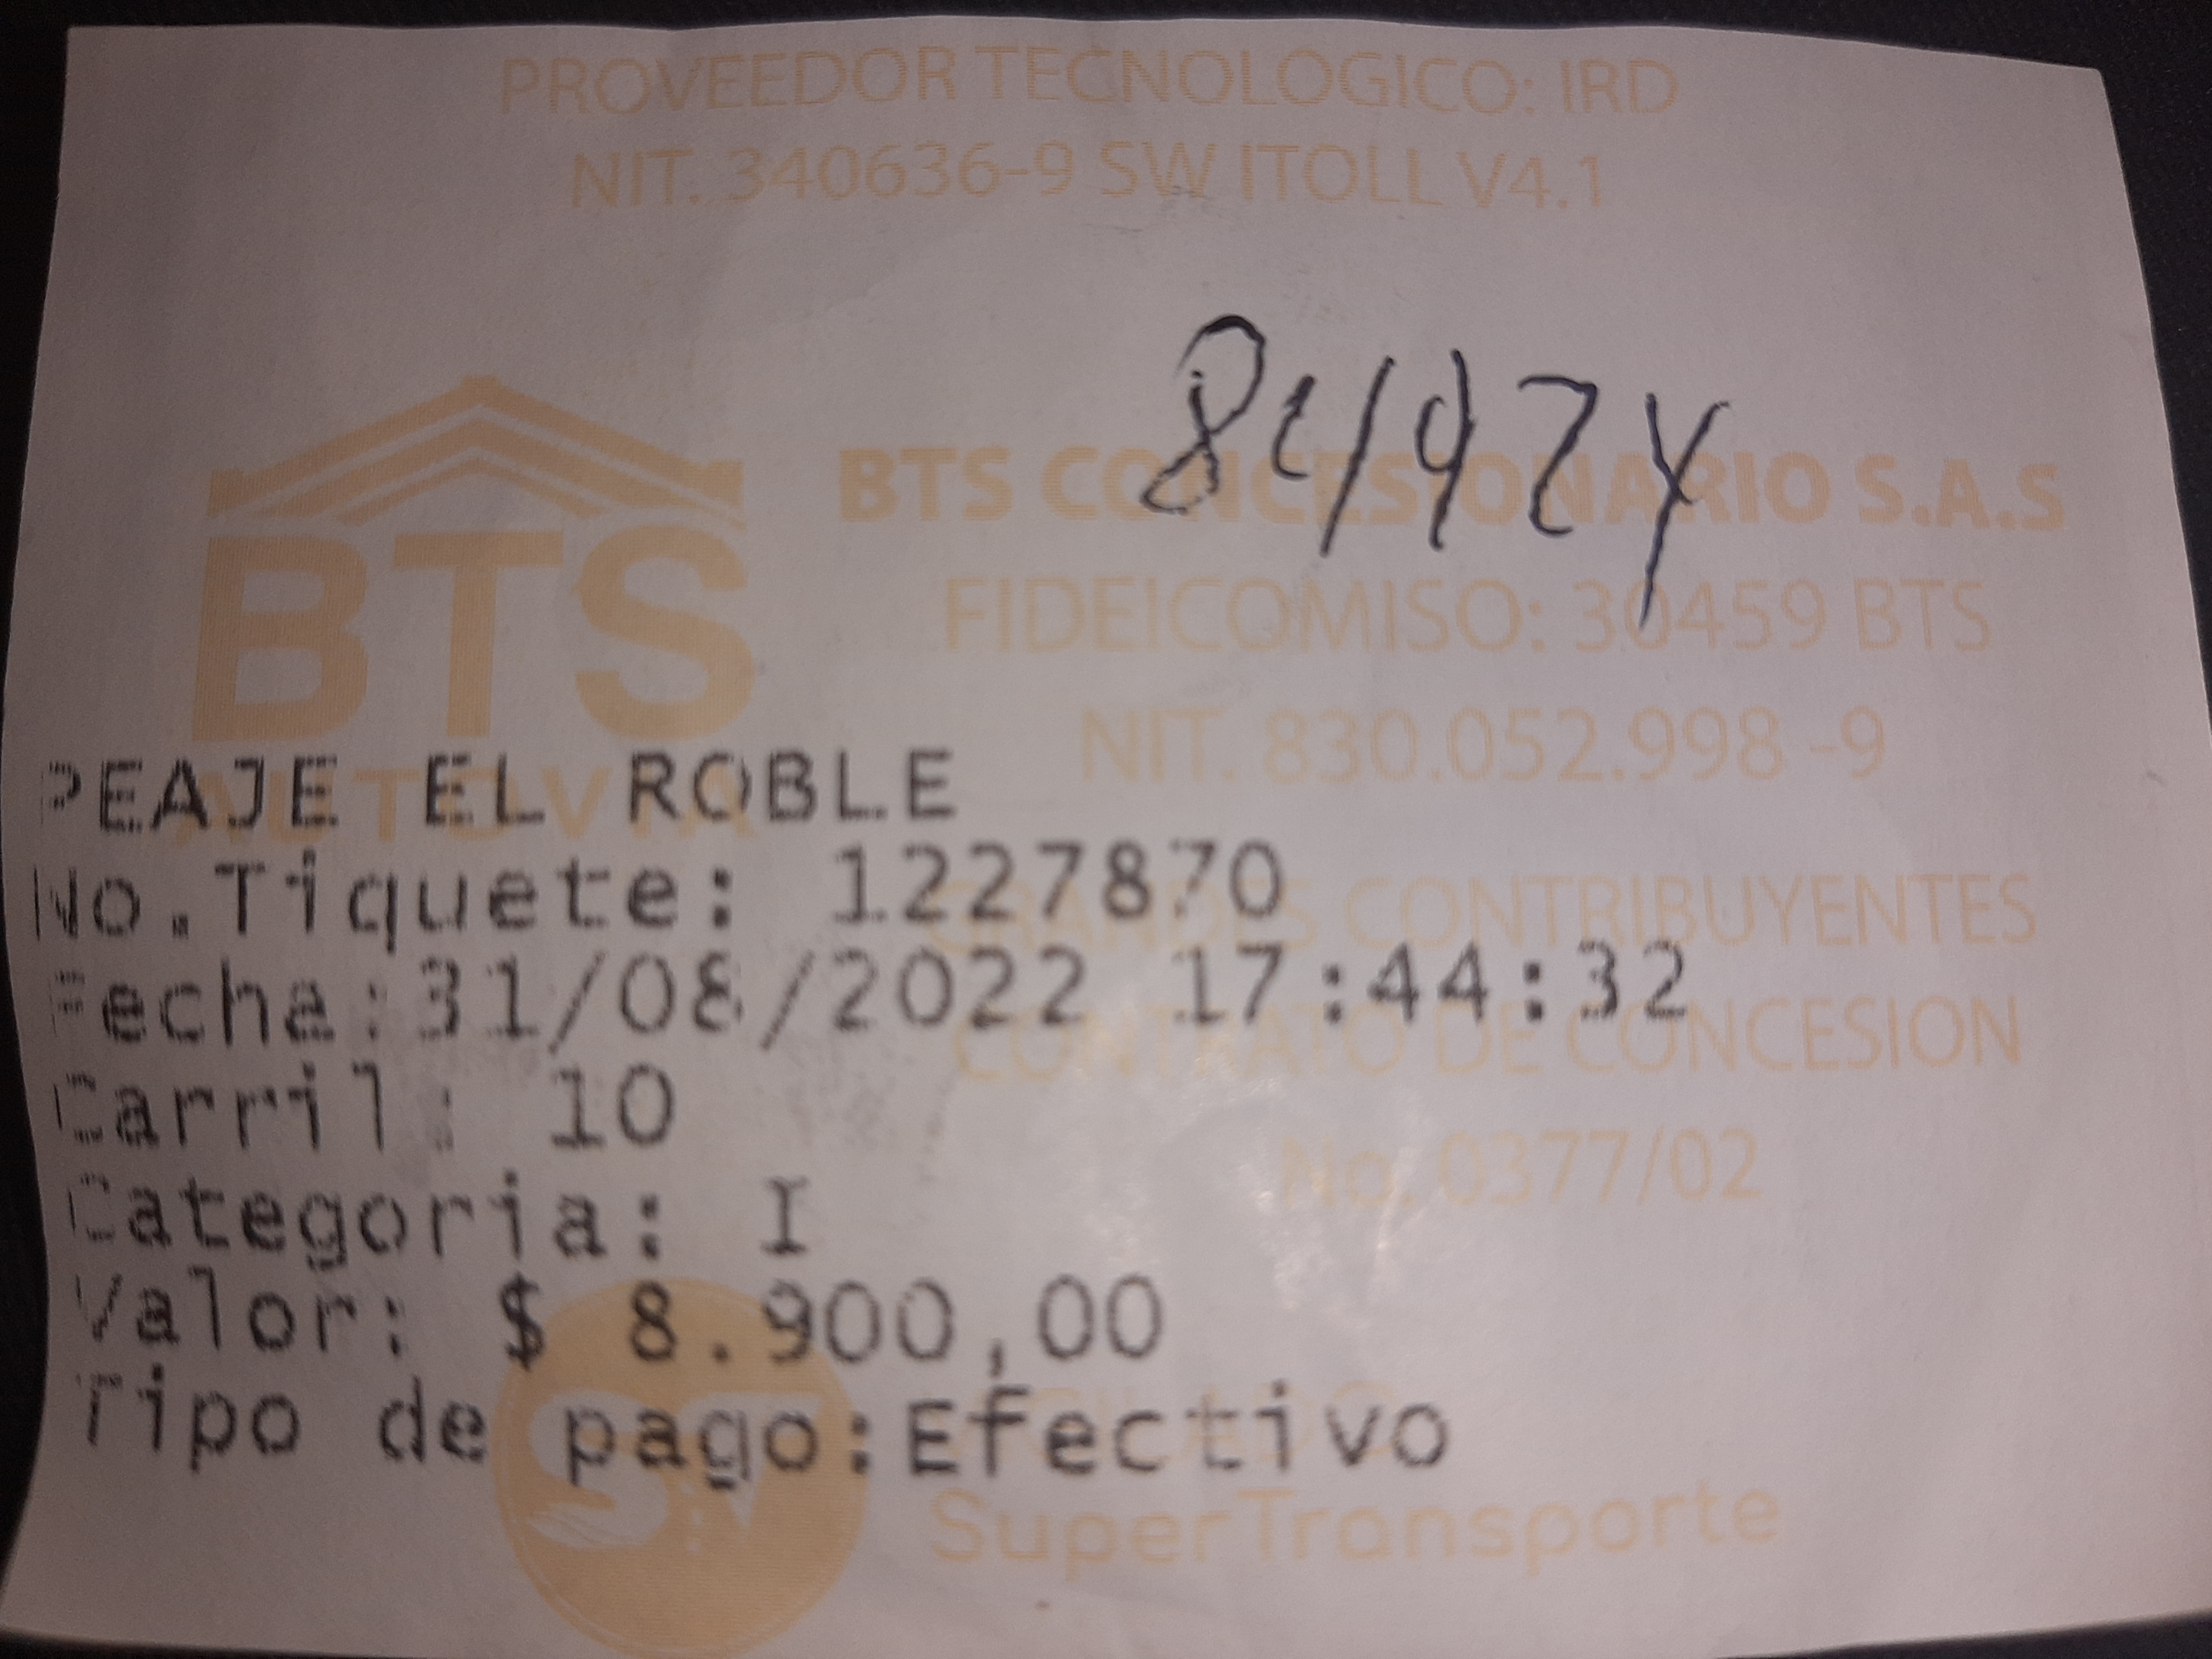 PROVEEDOR TECNOLOGICO: IRD
NIT. 340636-9 SW ITOLL V4.1
BTS CONCESIONARIO S.A.S
FIDEICOMISO: 30459 BTS
NIT. 830.052.998 -9
BTS
AUTOVIA
PEAJE EL ROBLE
No.Tiquete: 1227870
GRANDES CONTRIBUYENTES
Fecha:31/08/2022 17:44:32
CONTRATO DE CONCESION
Carril: 10
No. 0377/02
Categoria: I
Valor: $ 8.900,00
Tipo de pago:Efectivo
ST
SuperTransporte